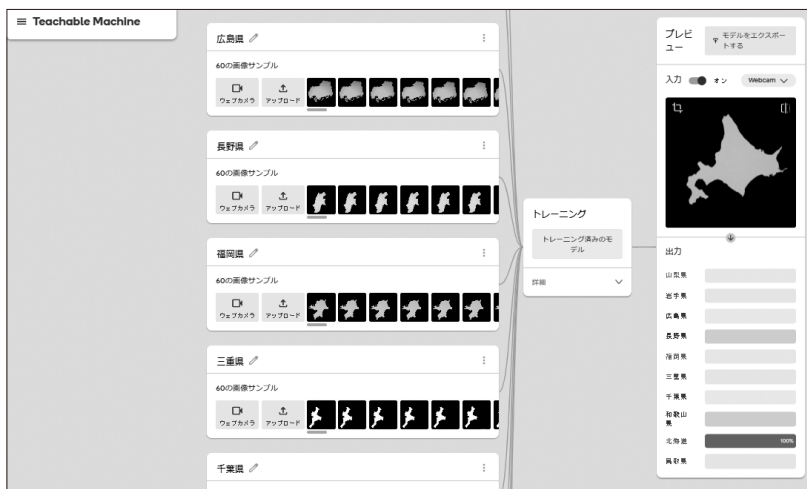 Teachable Machine
広島県
60の画像サンプル
ウェブカメラ
アップロード
長野県
60の画像サンプル
ウェブカメラ
アップロード
福岡県
60の画像サンプル
ウェブカメラ
アップロード
三重県
60の画像サンプル
ウェブカメラ
アップロード
千葉県
トレーニング
トレーニング済みのモ
デル
詳細
プレビ
ュー
モデルをエクスポー
トする
入力
オン
Webcam
出力
山梨県
岩手県
広島県
長野県
福岡県
三重県
千葉県
和歌山
県
北海道
100%
鳥取県